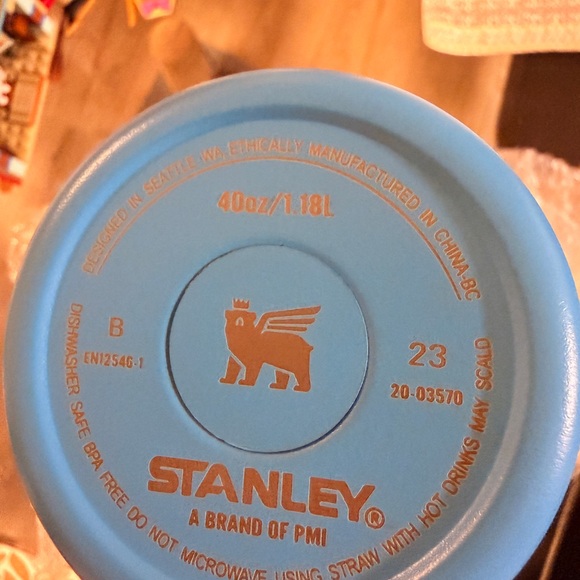 DESIGNED IN SEATTLE, WA, ETHICALLY MANUFACTURED IN CHINA-BC
40oz/1.18L
B
EN12546-1
23
20-03570
STANLEY®
A BRAND OF PMI
DISHWASHER SAFE BPA FREE DO NOT MICROWAVE USING STRAW WITH HOT DRINKS MAY SCALD